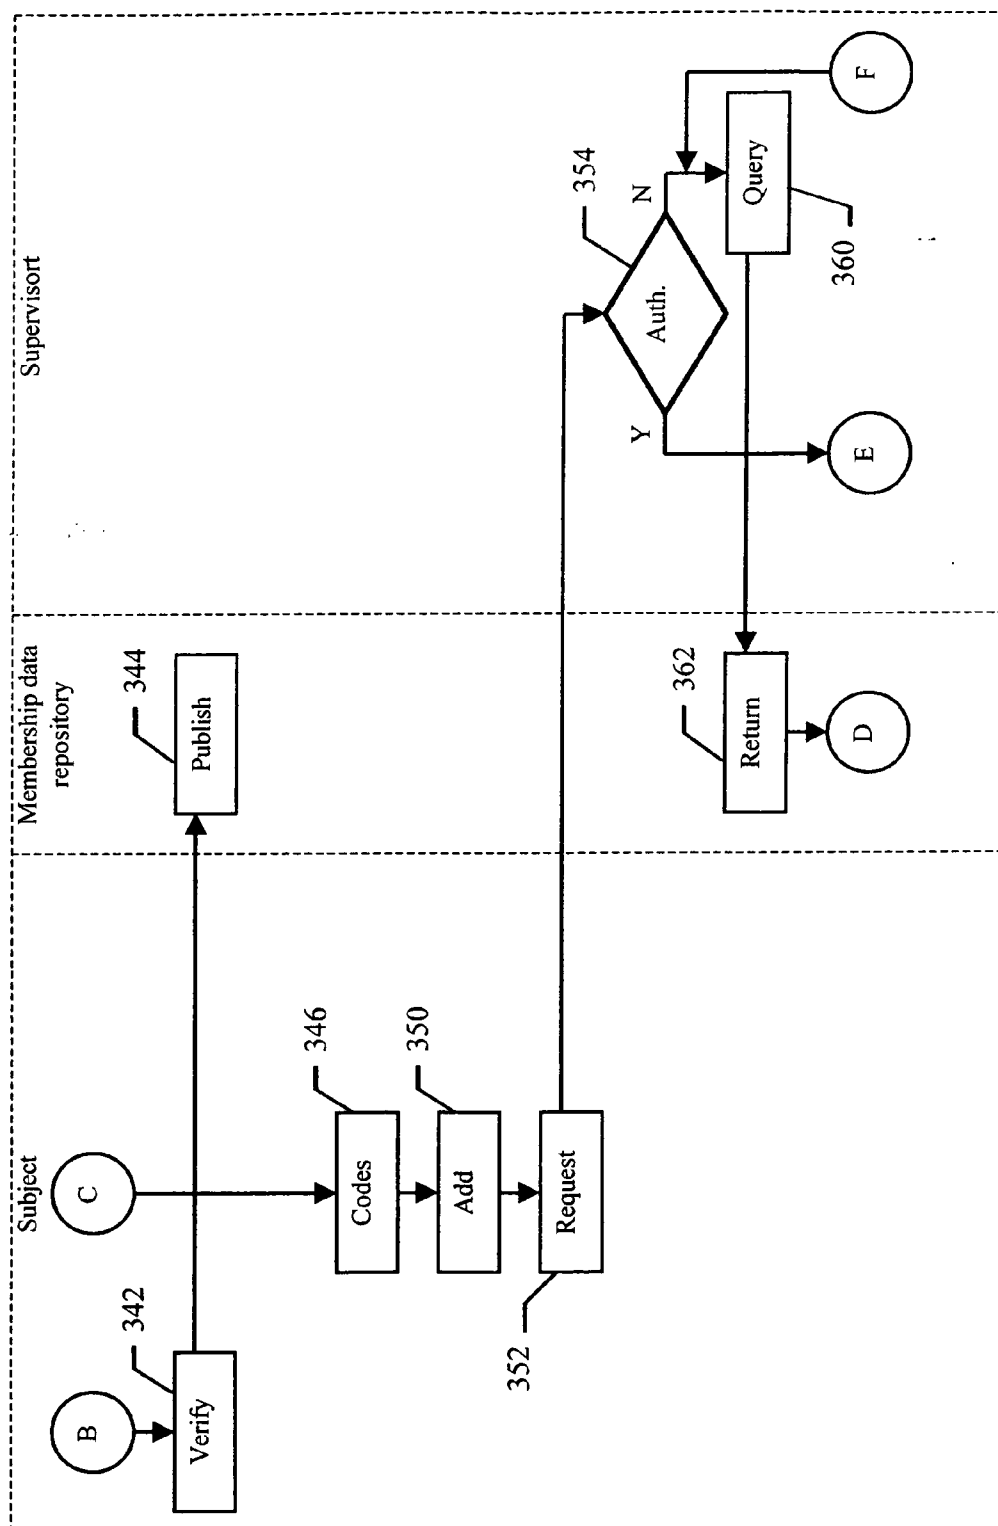 Subject
Membership data
repository
Supervisort
B
C
342
Verify
344
Publish
346
Codes
350
Add
352
Request
354
Auth.
Y
N
F
Query
360
E
362
Return
D